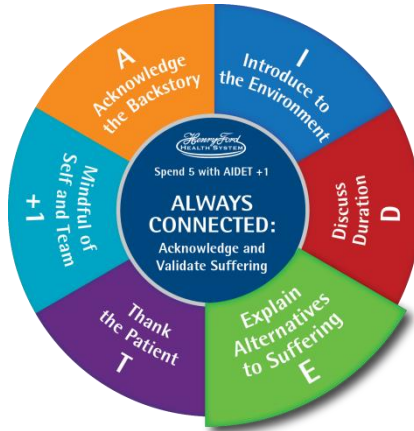 Henry Ford
HEALTH SYSTEM
Spend 5 with AIDET +1
ALWAYS
CONNECTED:
Acknowledge and
Validate Suffering
A
Acknowledge
the Backstory
I
Introduce to
the Environment
D
Discuss
Duration
Explain
Alternatives
to Suffering
E
Thank
the Patient
T
Mindful of
Self and Team
+1